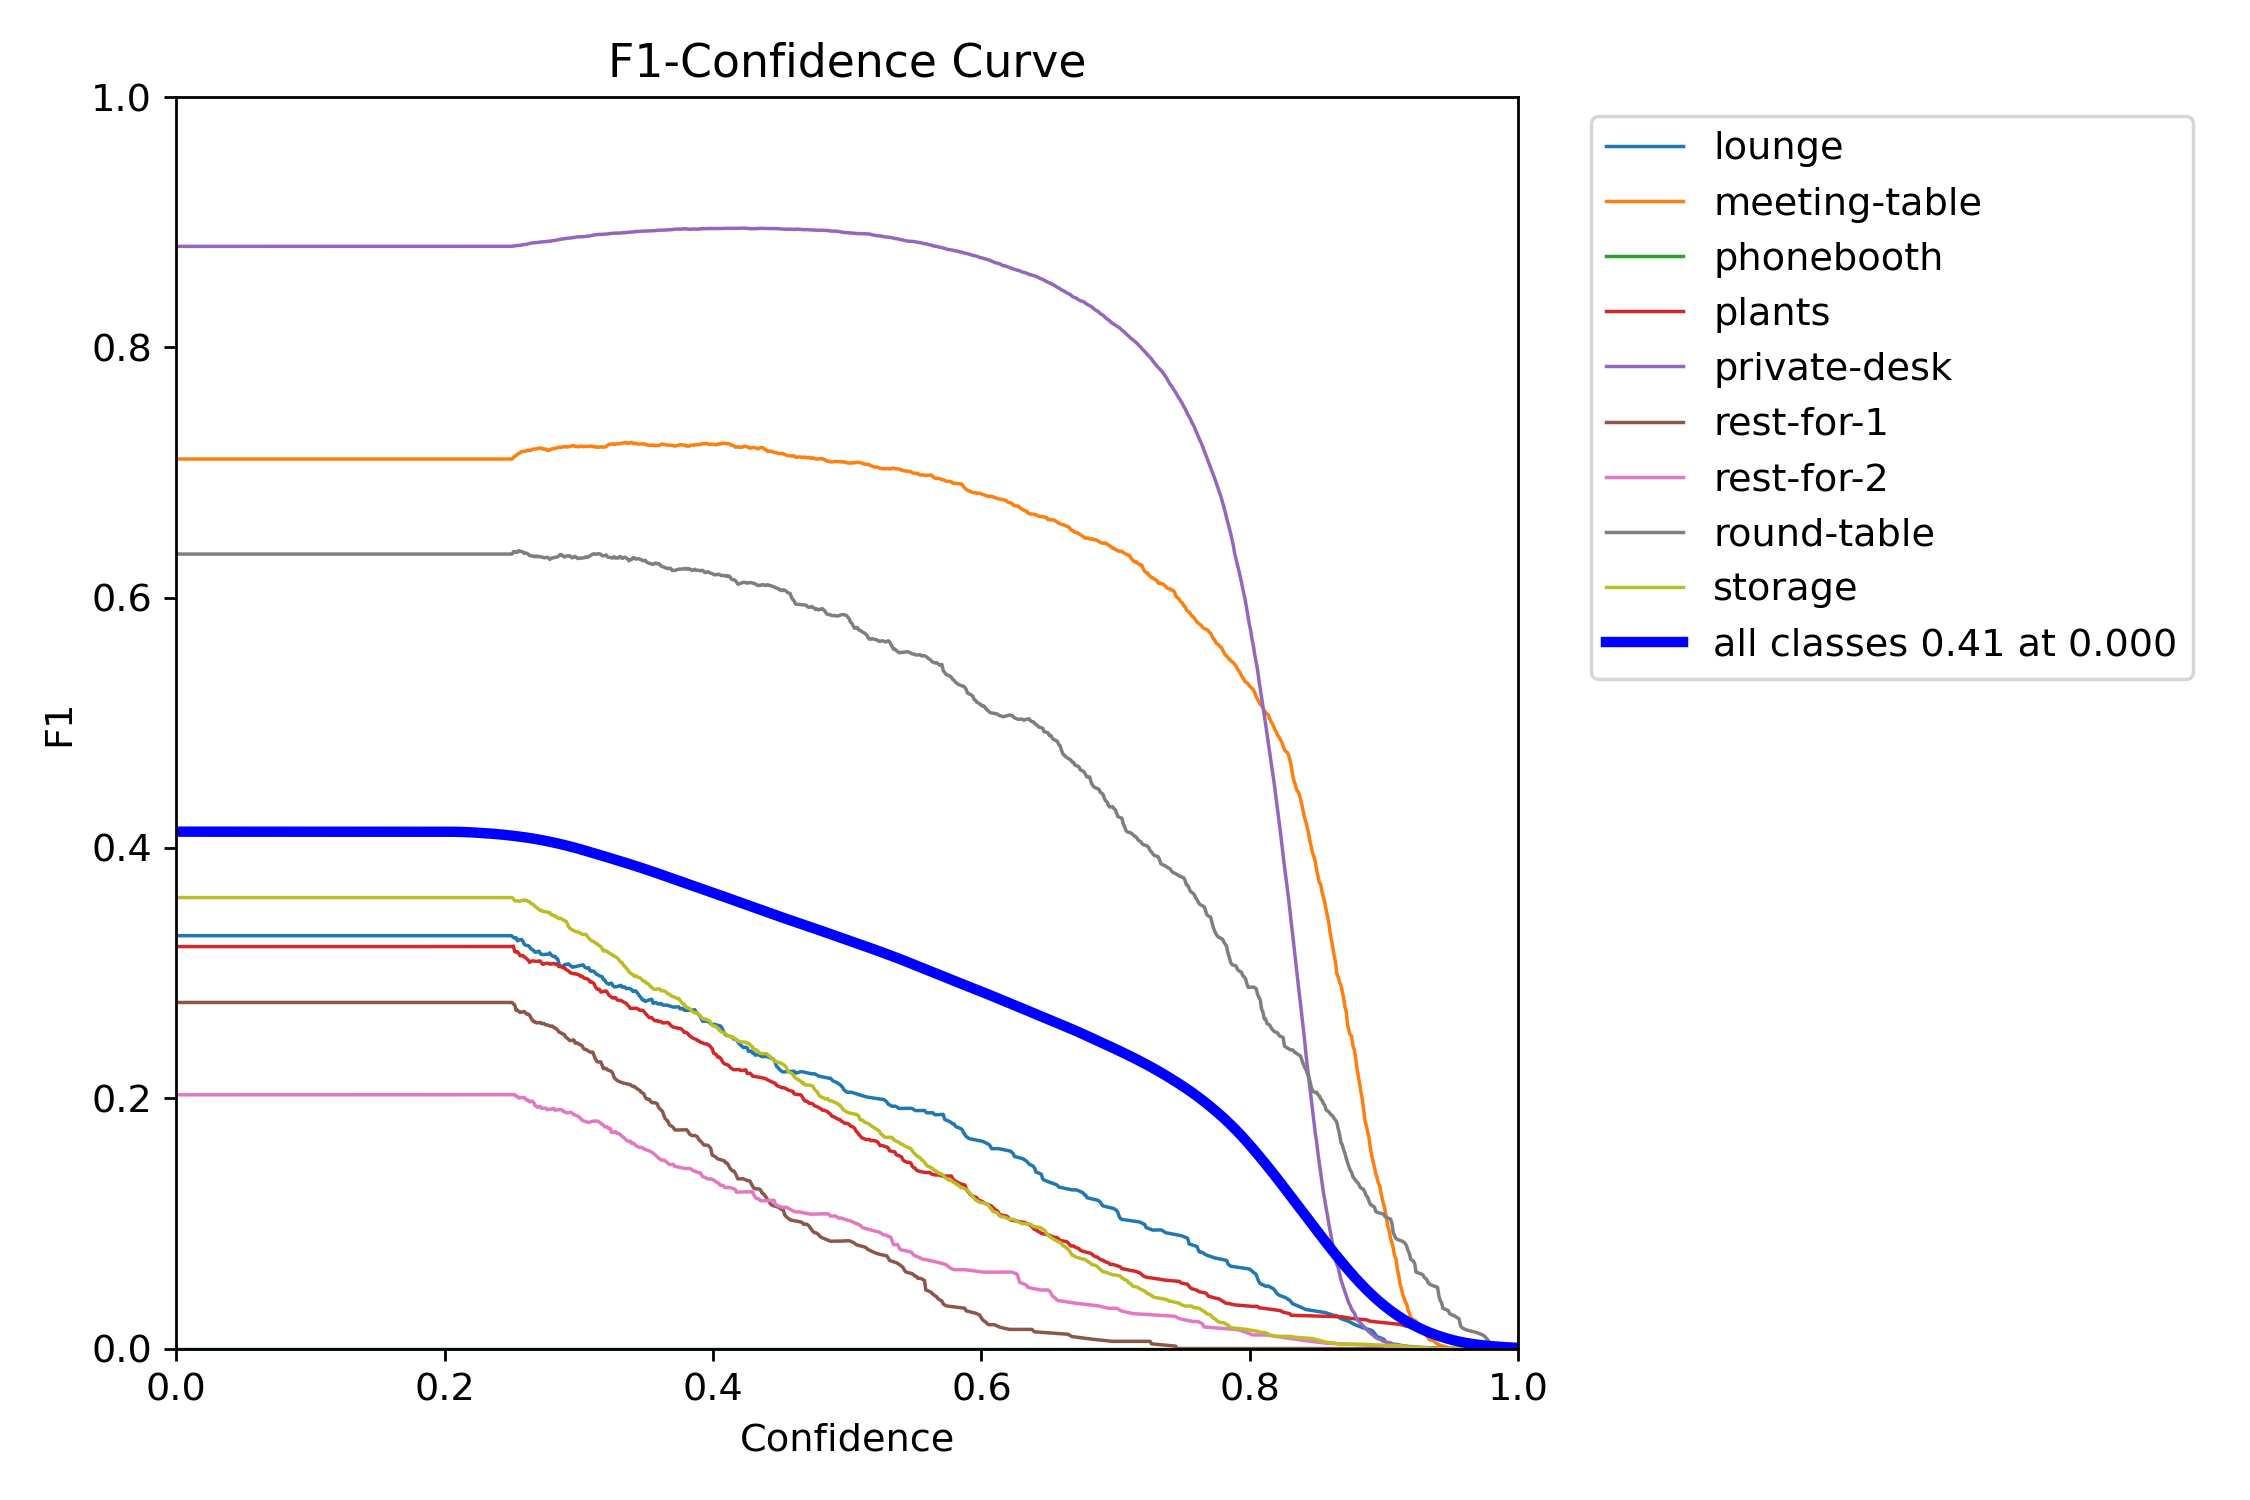 F1-Confidence Curve
1.0
0.8
0.6
0.4
0.2
0.0
F1
0.0 0.2 0.4 0.6 0.8 1.0
Confidence
lounge
meeting-table
phonebooth
plants
private-desk
rest-for-1
rest-for-2
round-table
storage
all classes 0.41 at 0.000